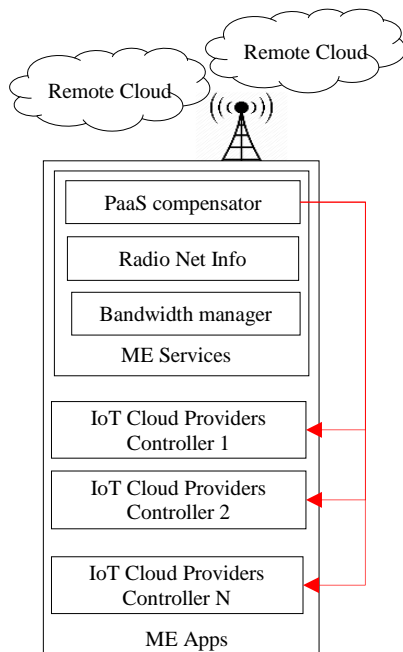 Remote Cloud
Remote Cloud
PaaS compensator
Radio Net Info
Bandwidth manager
ME Services
IoT Cloud Providers
Controller 1
IoT Cloud Providers
Controller 2
IoT Cloud Providers
Controller N
ME Apps